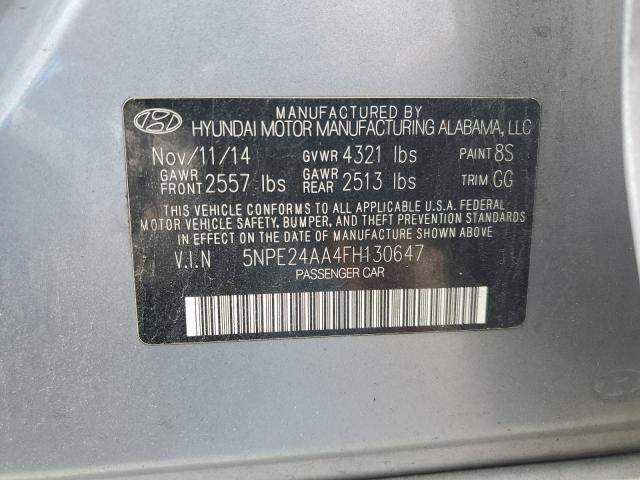 MANUFACTURED BY
HYUNDAI MOTOR MANUFACTURING ALABAMA, LLC
Nov/11/14 GVWR 4321 lbs PAINT 8S
GAWR FRONT 2557 lbs GAWR REAR 2513 lbs TRIM GG
THIS VEHICLE CONFORMS TO ALL APPLICABLE U.S.A. FEDERAL
MOTOR VEHICLE SAFETY, BUMPER, AND THEFT PREVENTION STANDARDS
IN EFFECT ON THE DATE OF MANUFACTURE SHOWN ABOVE.
V.I.N 5NPE24AA4FH130647
PASSENGER CAR